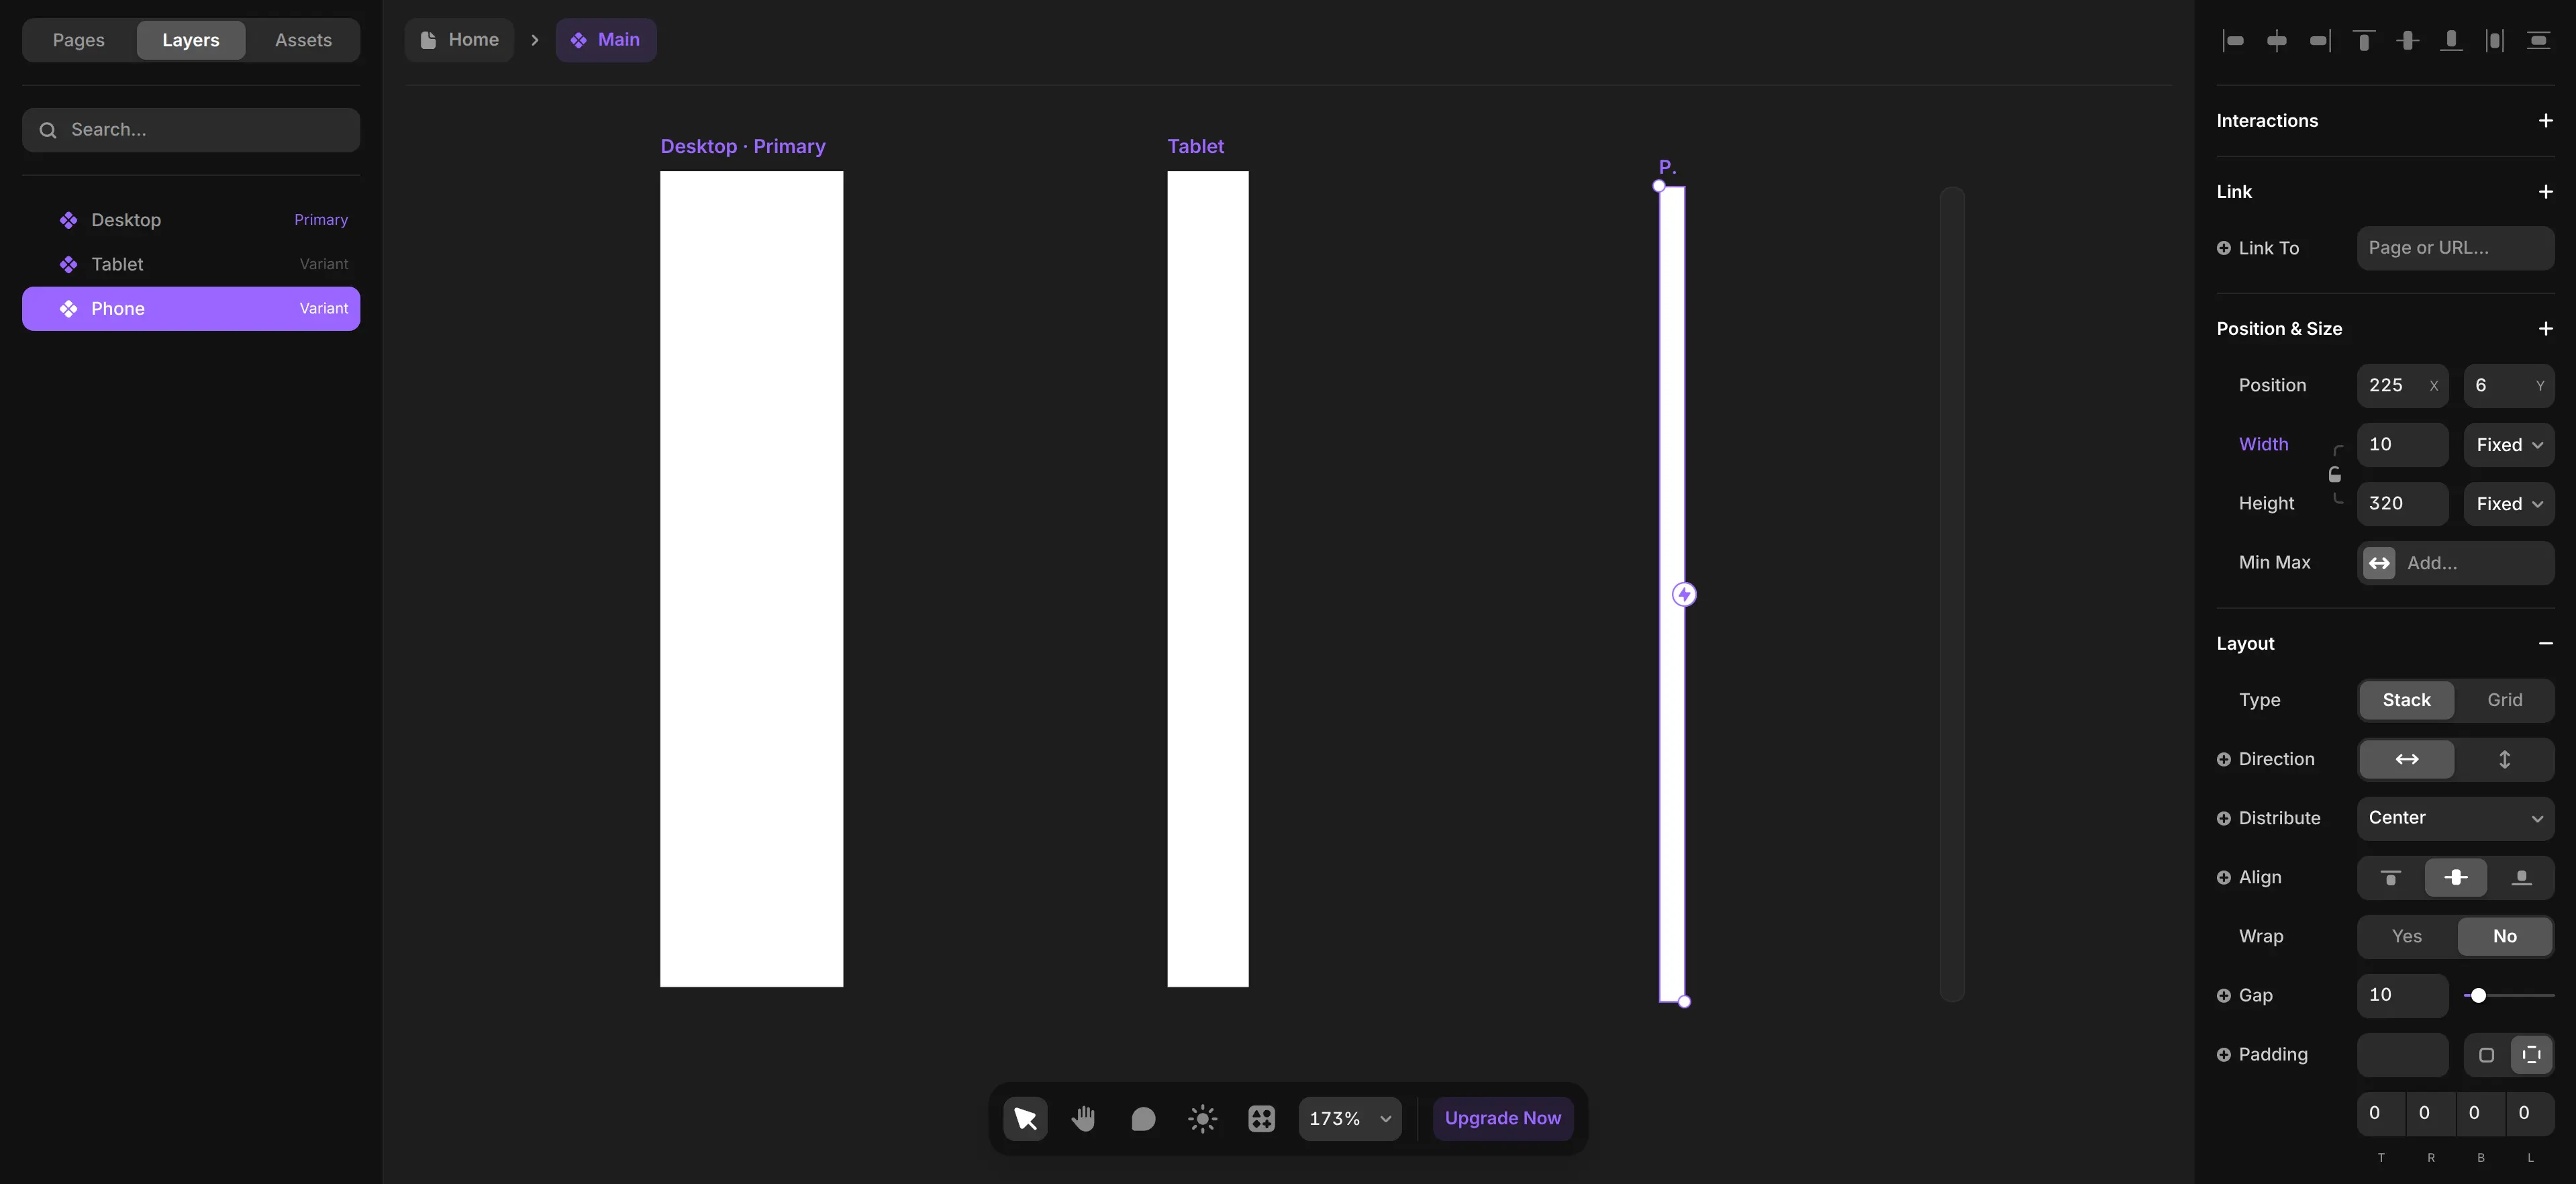 Pages Layers Assets
Search...
Desktop Primary
Tablet Variant
Phone Variant
Home Main
Desktop · Primary
Tablet
P.
173%
Upgrade Now
Interactions
Link
Link To Page or URL...
Position & Size
Position 225 X 6 Y
Width 10 Fixed
Height 320 Fixed
Min Max Add...
Layout
Type Stack Grid
Direction
Distribute Center
Align
Wrap Yes No
Gap 10
Padding
0 0 0 0
T R B L